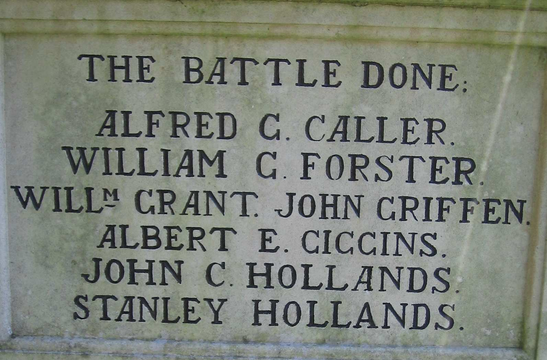 THE BATTLE DONE:
ALFRED G. CALLER.
WILLIAM G. FORSTER.
WILLᴹ GRANT. JOHN GRIFFEN.
ALBERT E. GIGGINS.
JOHN C. HOLLANDS.
STANLEY HOLLANDS.